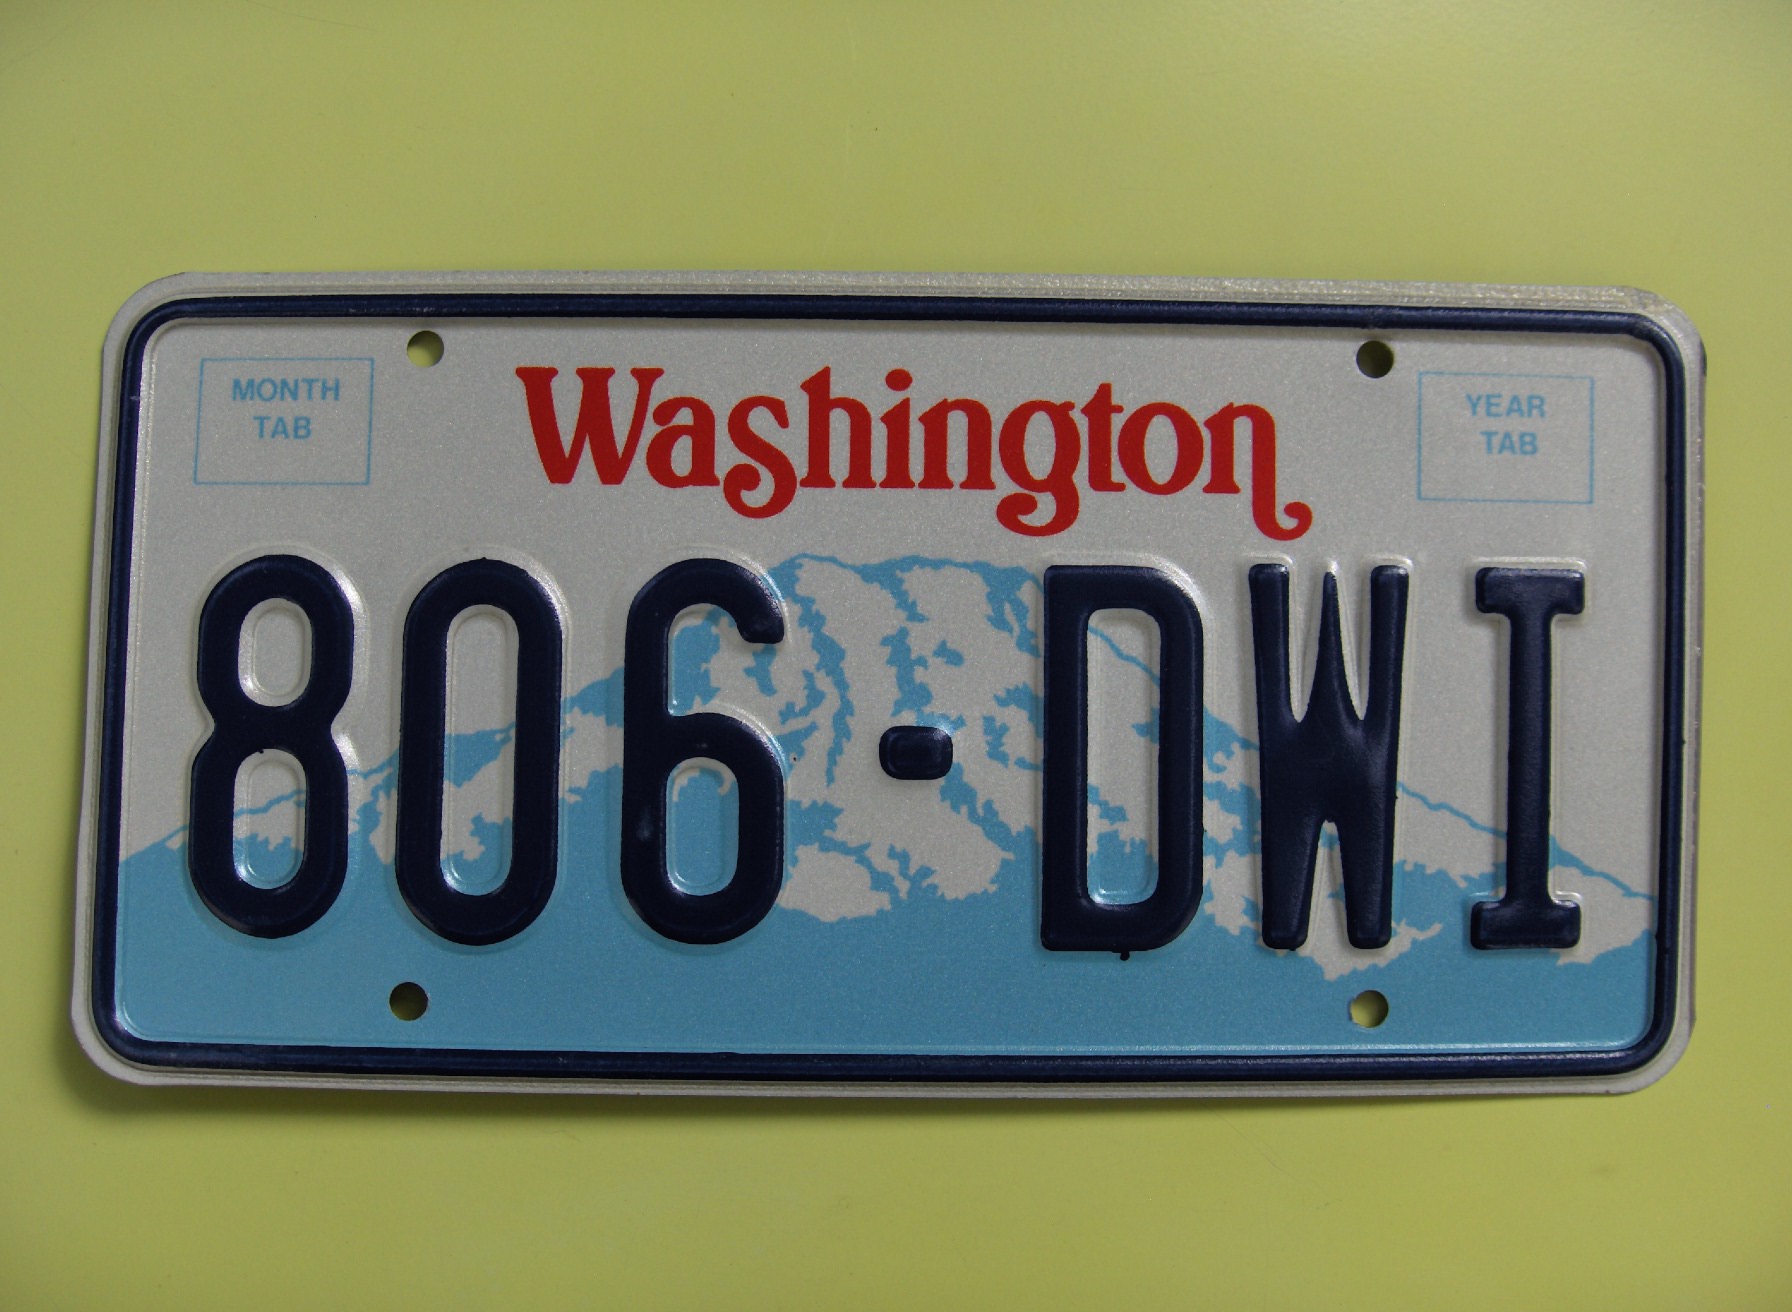 MONTH
TAB
Washington
YEAR
TAB
806-DWI